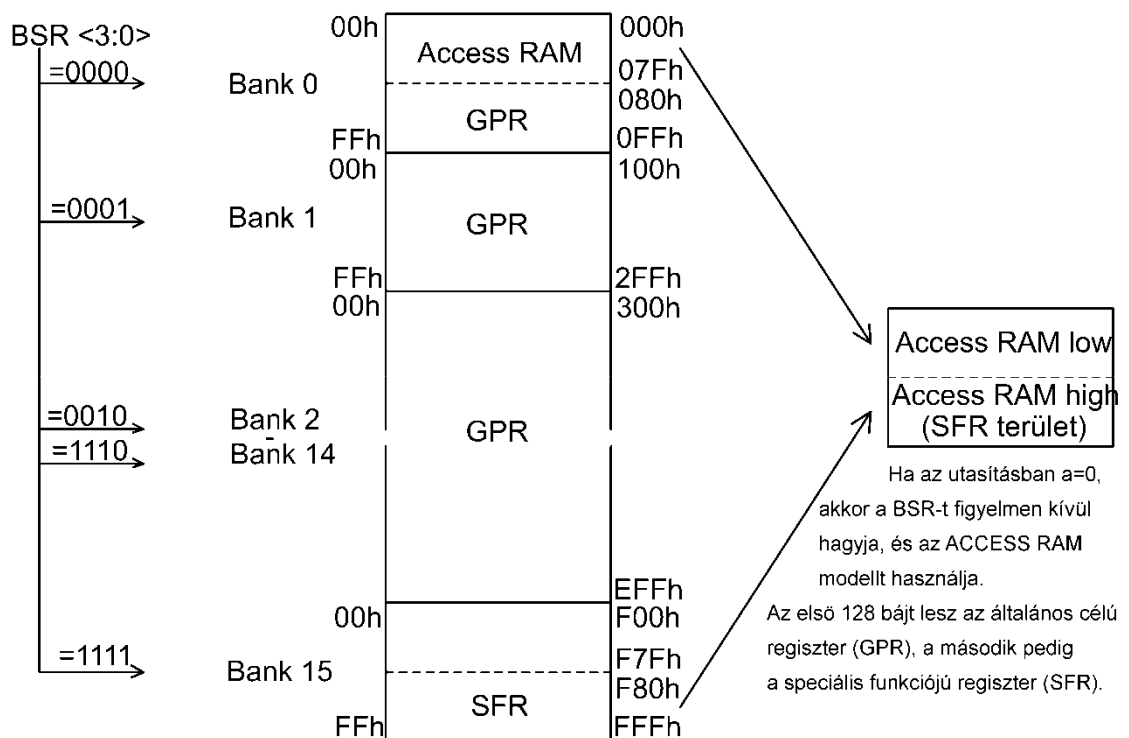 BSR <3:0>
00h
000h
Access RAM
=0000
Bank 0
07Fh
080h
GPR
FFh
0FFh
00h
100h
=0001
Bank 1
GPR
FFh
2FFh
00h
300h
Access RAM low
Access RAM high
(SFR terület)
=0010
Bank 2
-
GPR
=1110
Bank 14
Ha az utasításban a=0,
akkor a BSR-t figyelmen kívül
hagyja, és az ACCESS RAM
modellt használja.
Az elsö 128 bájt lesz az általános célú
regiszter (GPR), a második pedig
a speciális funkciójú regiszter (SFR).
EFFh
00h
F00h
=1111
Bank 15
F7Fh
F80h
SFR
FFh
FFFh